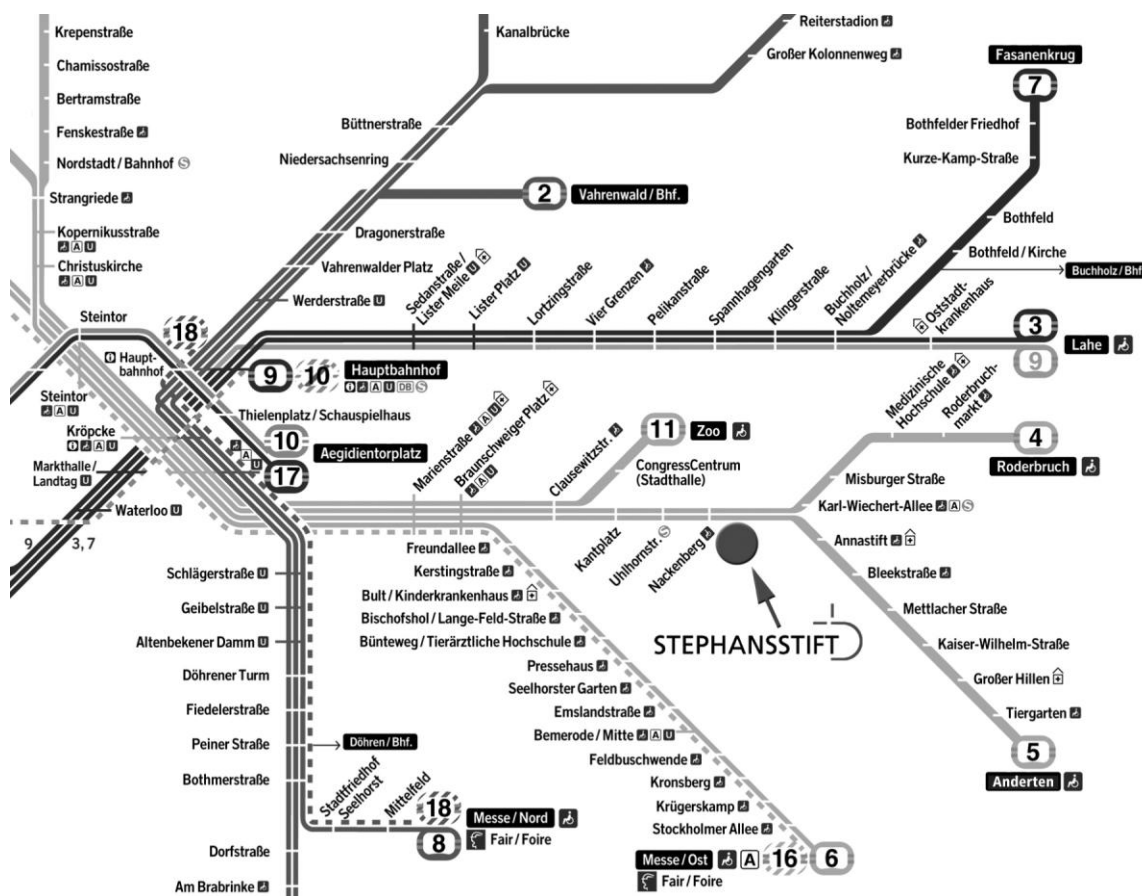 Krepenstraße
Chamissostraße
Bertramstraße
Fenskestraße
Nordstadt / Bahnhof S
Strangriede
Kopernikusstraße
A U
Christuskirche
A U
Kanalbrücke
Reiterstadion
Großer Kolonnenweg
Büttnerstraße
Niedersachsenring
2 Vahrenwald / Bhf.
Dragonerstraße
Vahrenwalder Platz
Werderstraße U
Fasanenkrug
7
Bothfelder Friedhof
Kurze-Kamp-Straße
Bothfeld
Bothfeld / Kirche
Buchholz / Bhf
Sedanstraße /
Lister Meile U
Lister Platz U
Lortzingstraße
Vier Grenzen
Pelikanstraße
Spannhagengarten
Klingerstraße
Buchholz /
Noltemeyerbrücke
Oststadt-
krankenhaus
3
Lahe
9
Steintor
18
i Haupt-
bahnhof
9 10 Hauptbahnhof
i A U DB S
Steintor
A U
Kröpcke
i A U
Markthalle /
Landtag U
Waterloo U
9 3, 7
Thielenplatz / Schauspielhaus
A
U
10 Aegidientorplatz
17
Marienstraße A U
Braunschweiger Platz
A U
Clausewitzstr.
11 Zoo
CongressCentrum
(Stadthalle)
Medizinische
Hochschule
Roderbruch-
markt
4
Roderbruch
Misburger Straße
Karl-Wiechert-Allee A S
Kantplatz
Uhlhornstr. S
Nackenberg
STEPHANSSTIFT
Annastift
Bleekstraße
Mettlacher Straße
Kaiser-Wilhelm-Straße
Großer Hillen
Tiergarten
5
Anderten
Freundallee
Kerstingstraße
Bult / Kinderkrankenhaus
Bischofshol / Lange-Feld-Straße
Bünteweg / Tierärztliche Hochschule
Pressehaus
Seelhorster Garten
Emslandstraße
Bemerode / Mitte A U
Feldbuschwende
Kronsberg
Krügerskamp
Stockholmer Allee
Messe / Ost A 16 6
Fair / Foire
Schlägerstraße U
Geibelstraße U
Altenbekener Damm U
Döhrener Turm
Fiedelerstraße
Peiner Straße
Döhren / Bhf.
Bothmerstraße
Stadtfriedhof
Seelhorst
Mittelfeld
18 Messe / Nord
8 Fair / Foire
Dorfstraße
Am Brabrinke